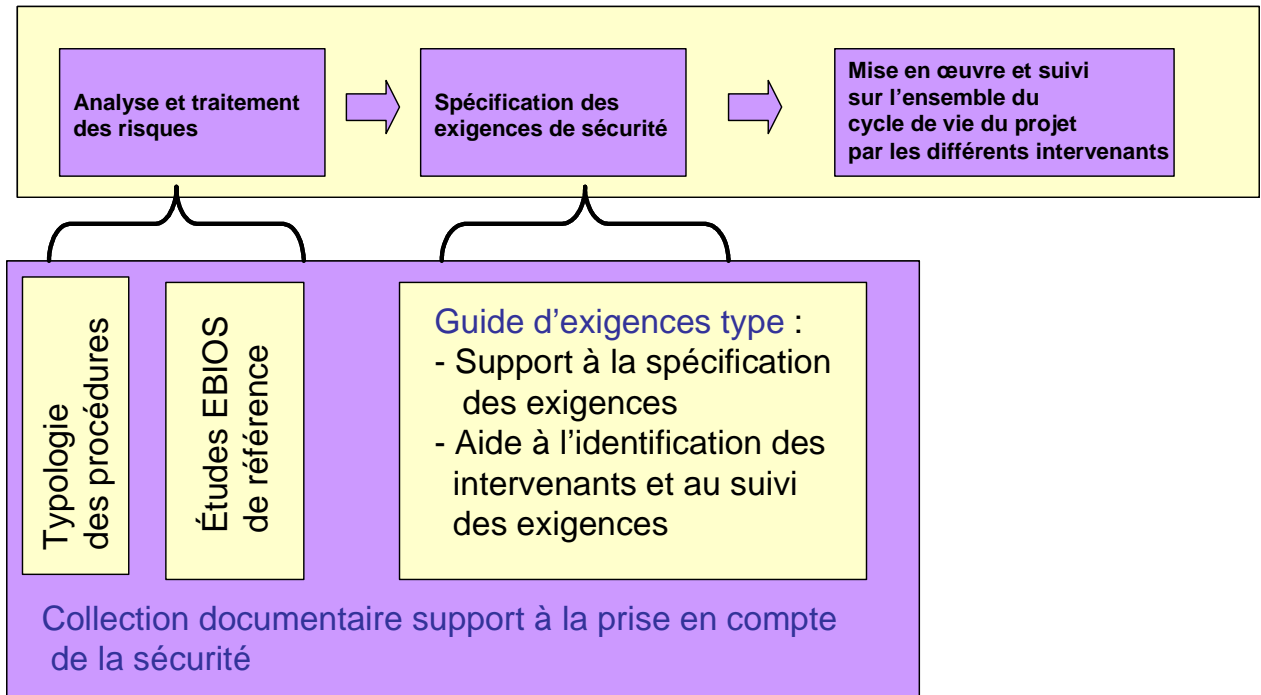 Analyse et traitement
des risques
Spécification des
exigences de sécurité
Mise en œuvre et suivi
sur l'ensemble du
cycle de vie du projet
par les différents intervenants
Typologie
des procédures
Études EBIOS
de référence
Guide d'exigences type :
- Support à la spécification
des exigences
- Aide à l'identification des
intervenants et au suivi
des exigences
Collection documentaire support à la prise en compte
de la sécurité